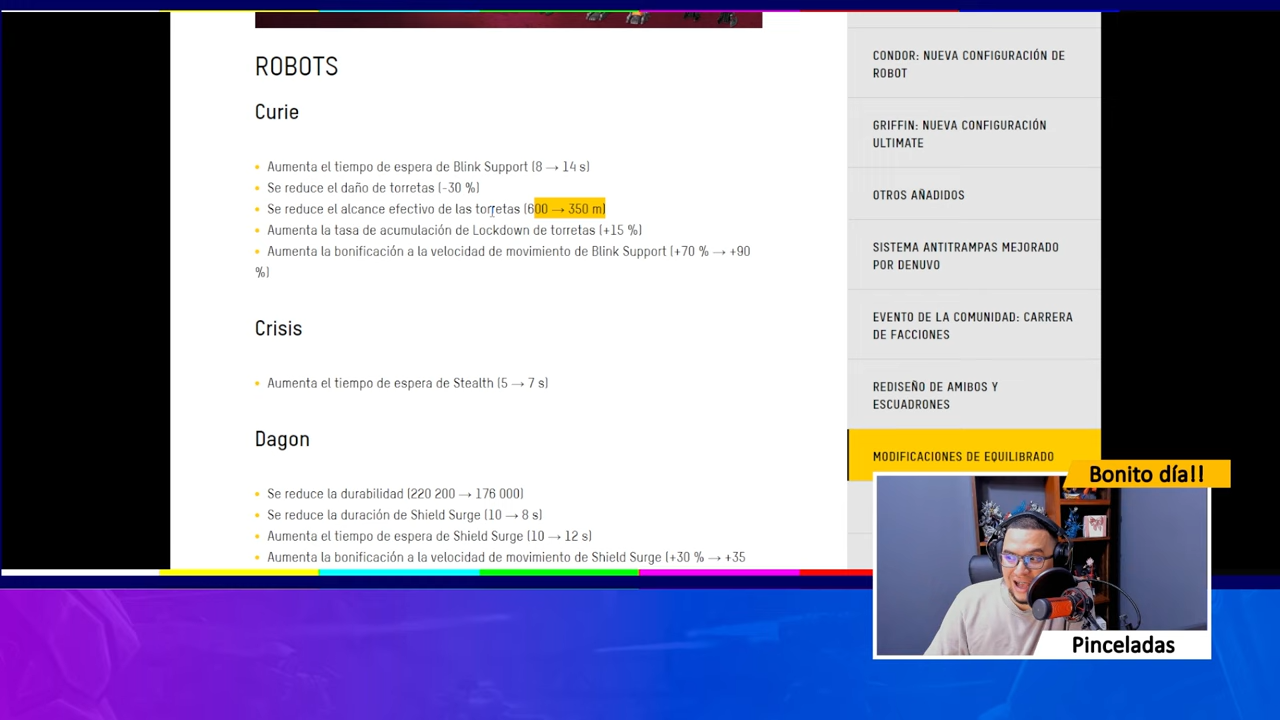 ROBOTS
Curie
Aumenta el tiempo de espera de Blink Support (8 → 14 s)
Se reduce el daño de torretas (-30 %)
Se reduce el alcance efectivo de las torretas (600 → 350 m)
Aumenta la tasa de acumulación de Lockdown de torretas (+15 %)
Aumenta la bonificación a la velocidad de movimiento de Blink Support (+70 % → +90
%)
Crisis
Aumenta el tiempo de espera de Stealth (5 → 7 s)
Dagon
Se reduce la durabilidad (220 200 → 176 000)
Se reduce la duración de Shield Surge (10 → 8 s)
Aumenta el tiempo de espera de Shield Surge (10 → 12 s)
Aumenta la bonificación a la velocidad de movimiento de Shield Surge (+30 % → +35
CONDOR: NUEVA CONFIGURACIÓN DE
ROBOT
GRIFFIN: NUEVA CONFIGURACIÓN
ULTIMATE
OTROS AÑADIDOS
SISTEMA ANTITRAMPAS MEJORADO
POR DENUVO
EVENTO DE LA COMUNIDAD: CARRERA
DE FACCIONES
REDISEÑO DE AMIBOS Y
ESCUADRONES
MODIFICACIONES DE EQUILIBRADO
Bonito día!!
Pinceladas